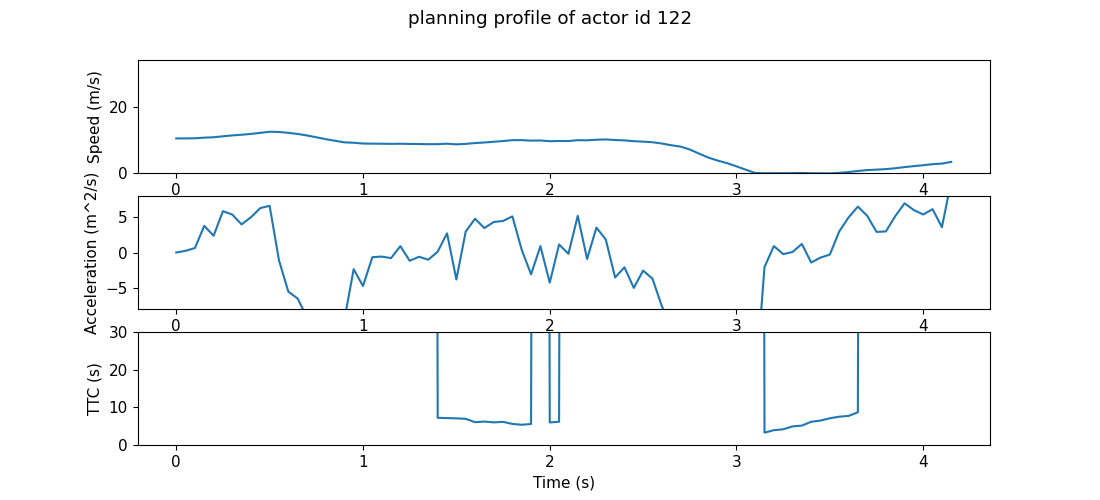 planning profile of actor id 122
Speed (m/s)
20
0
0 1 2 3 4
Acceleration (m^2/s)
5
0
−5
0 1 2 3 4
TTC (s)
30
20
10
0
0 1 2 3 4
Time (s)